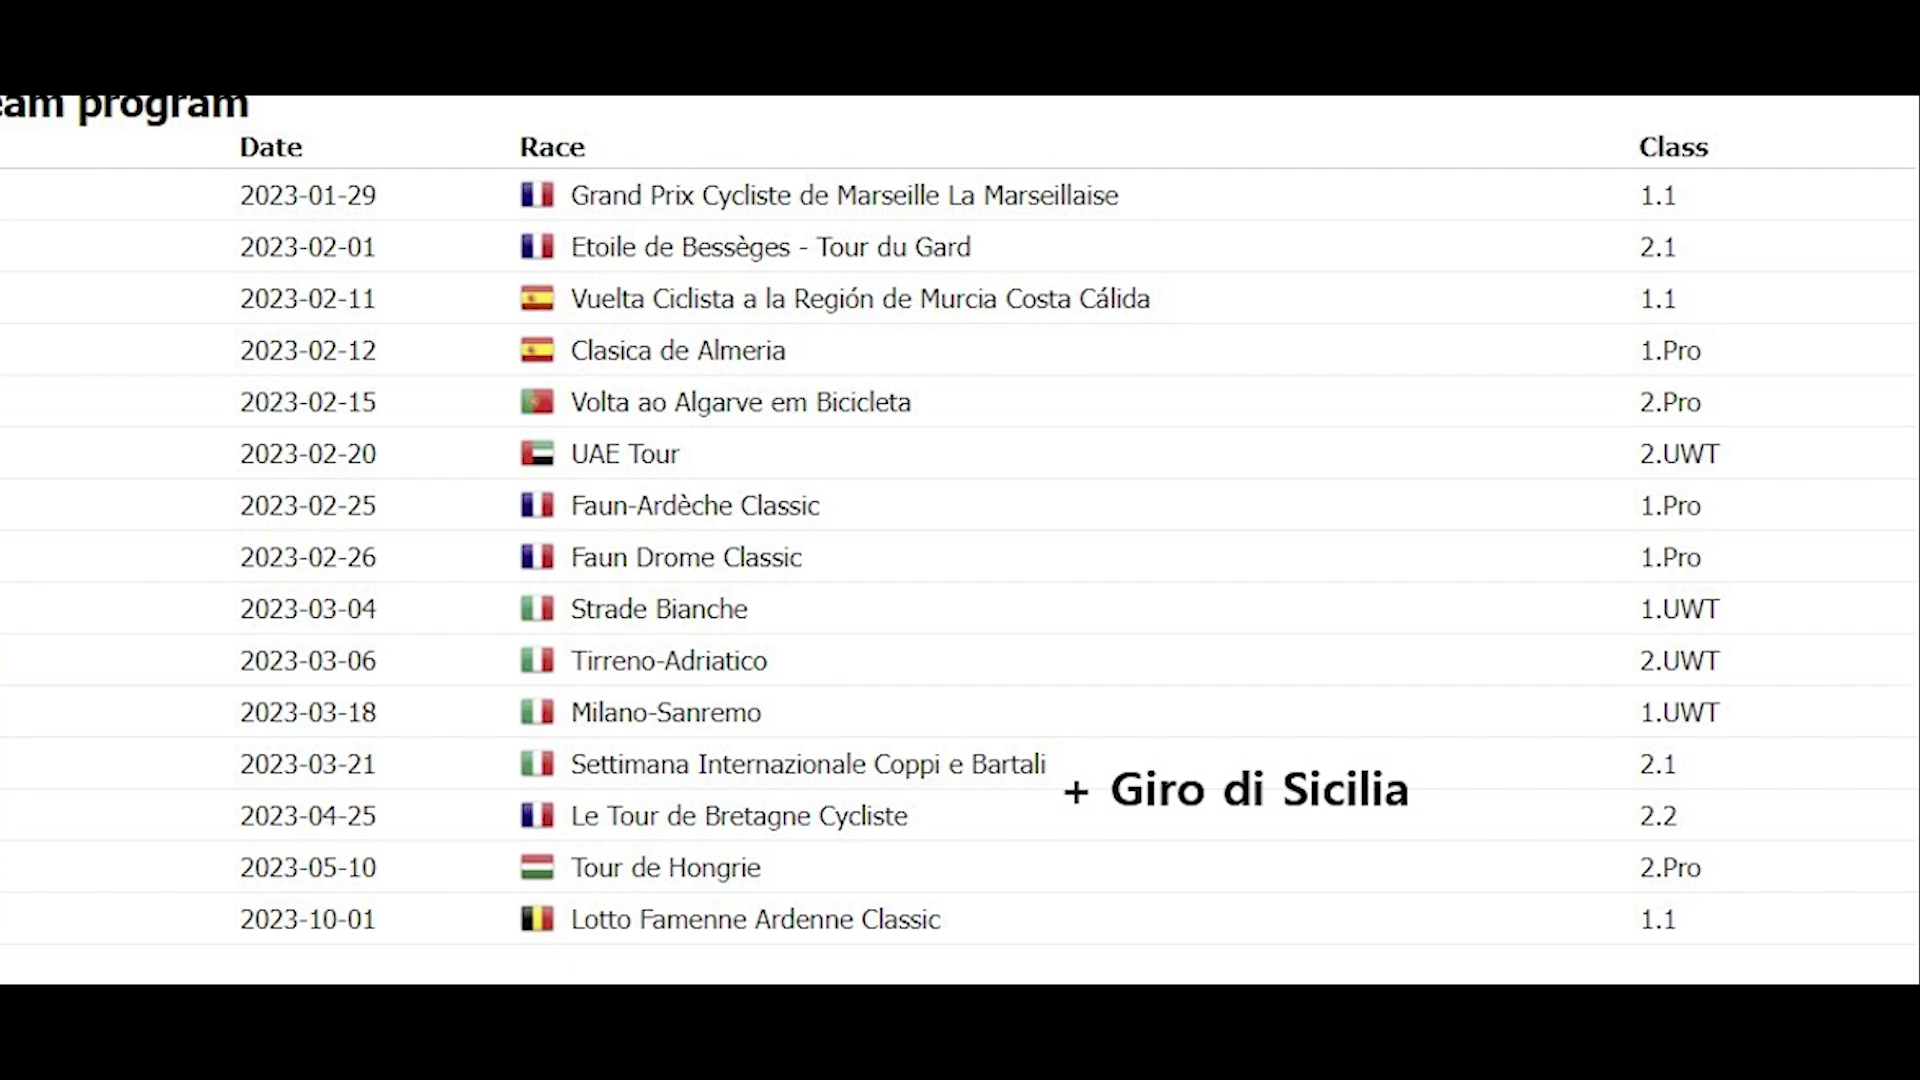 eam program
Date Race Class
2023-01-29 Grand Prix Cycliste de Marseille La Marseillaise 1.1
2023-02-01 Etoile de Bessèges - Tour du Gard 2.1
2023-02-11 Vuelta Ciclista a la Región de Murcia Costa Cálida 1.1
2023-02-12 Clasica de Almeria 1.Pro
2023-02-15 Volta ao Algarve em Bicicleta 2.Pro
2023-02-20 UAE Tour 2.UWT
2023-02-25 Faun-Ardèche Classic 1.Pro
2023-02-26 Faun Drome Classic 1.Pro
2023-03-04 Strade Bianche 1.UWT
2023-03-06 Tirreno-Adriatico 2.UWT
2023-03-18 Milano-Sanremo 1.UWT
2023-03-21 Settimana Internazionale Coppi e Bartali 2.1
+ Giro di Sicilia
2023-04-25 Le Tour de Bretagne Cycliste 2.2
2023-05-10 Tour de Hongrie 2.Pro
2023-10-01 Lotto Famenne Ardenne Classic 1.1